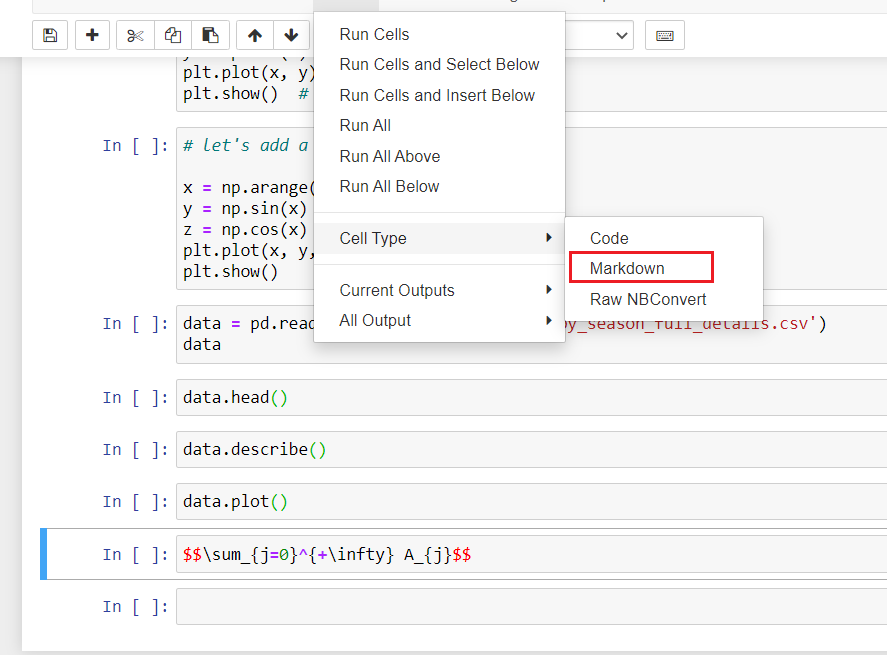 Run Cells
Run Cells and Select Below
Run Cells and Insert Below
Run All
Run All Above
Run All Below
Cell Type
Current Outputs
All Output
Code
Markdown
Raw NBConvert
plt.plot(x, y)
plt.show()  #
In [ ]: # let's add a
x = np.arange(
y = np.sin(x)
z = np.cos(x)
plt.plot(x, y,
plt.show()
In [ ]: data = pd.read by_season_full_details.csv')
data
In [ ]: data.head()
In [ ]: data.describe()
In [ ]: data.plot()
In [ ]: $$\sum_{j=0}^{+\infty} A_{j}$$
In [ ]: